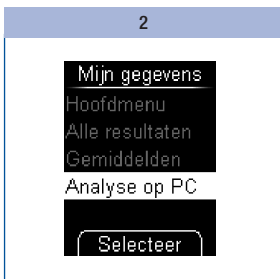 2
Mijn gegevens
Hoofdmenu
Alle resultaten
Gemiddelden
Analyse op PC
Selecteer